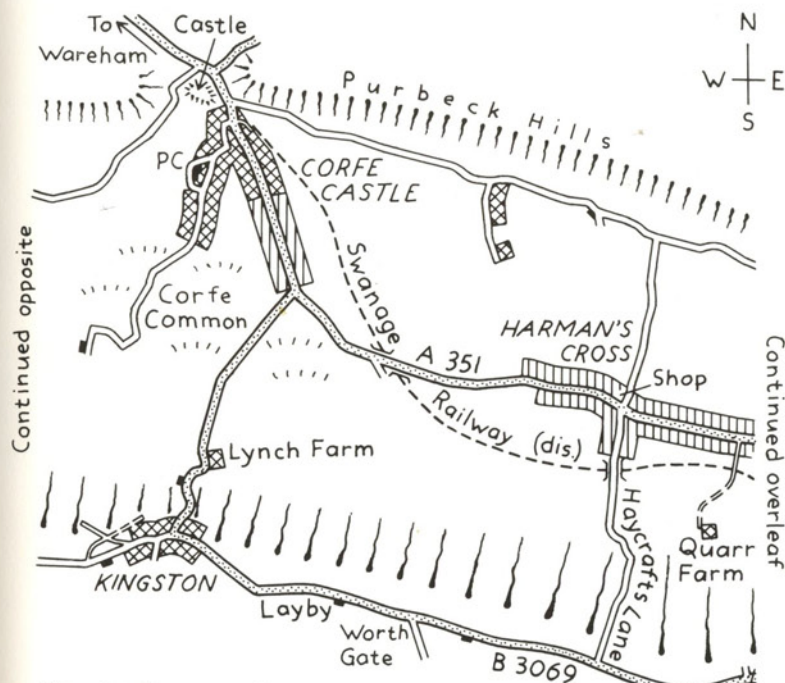 To
Castle
Wareham
N
W E
S
Purbeck Hills
PC
CORFE
CASTLE
Continued opposite
Swanage
Corfe
Common
HARMAN'S
CROSS
A 351
Shop
Continued overleaf
Railway (dis.)
Lynch Farm
Haycrafts Lane
Quarr
Farm
KINGSTON
Layby
Worth
Gate
B 3069